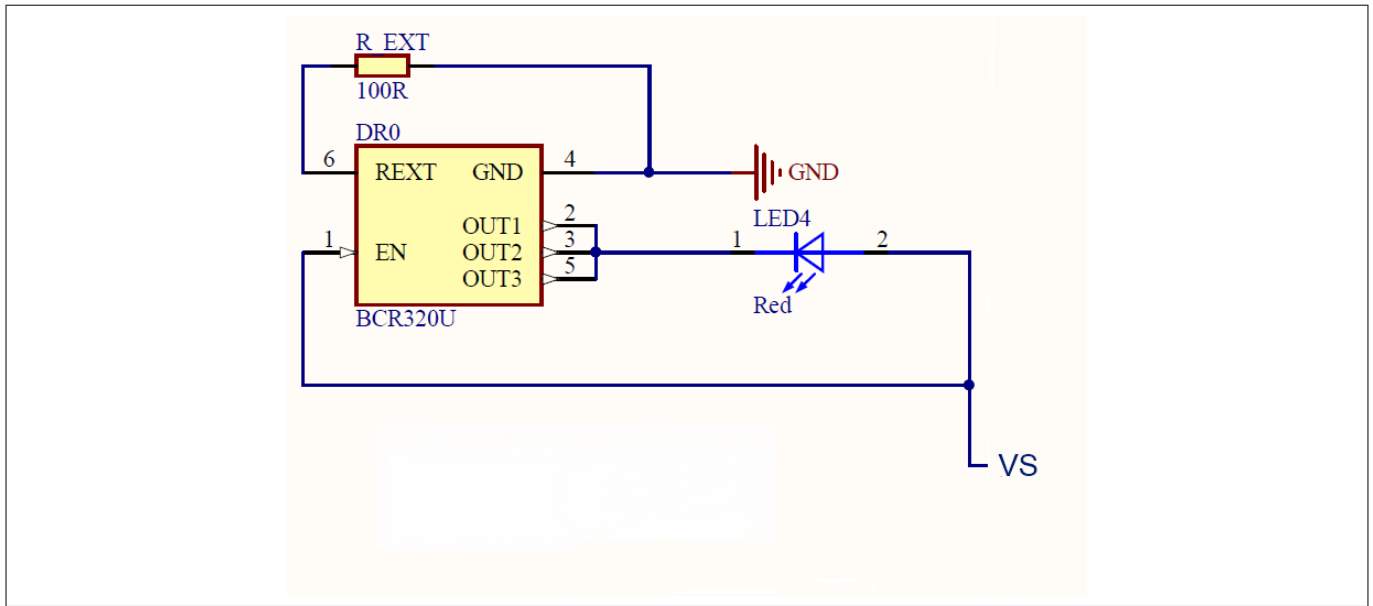 R_EXT
100R
DR0
6 REXT GND 4
GND
OUT1 2
1 EN OUT2 3
OUT3 5
BCR320U
LED4
1 2
Red
VS